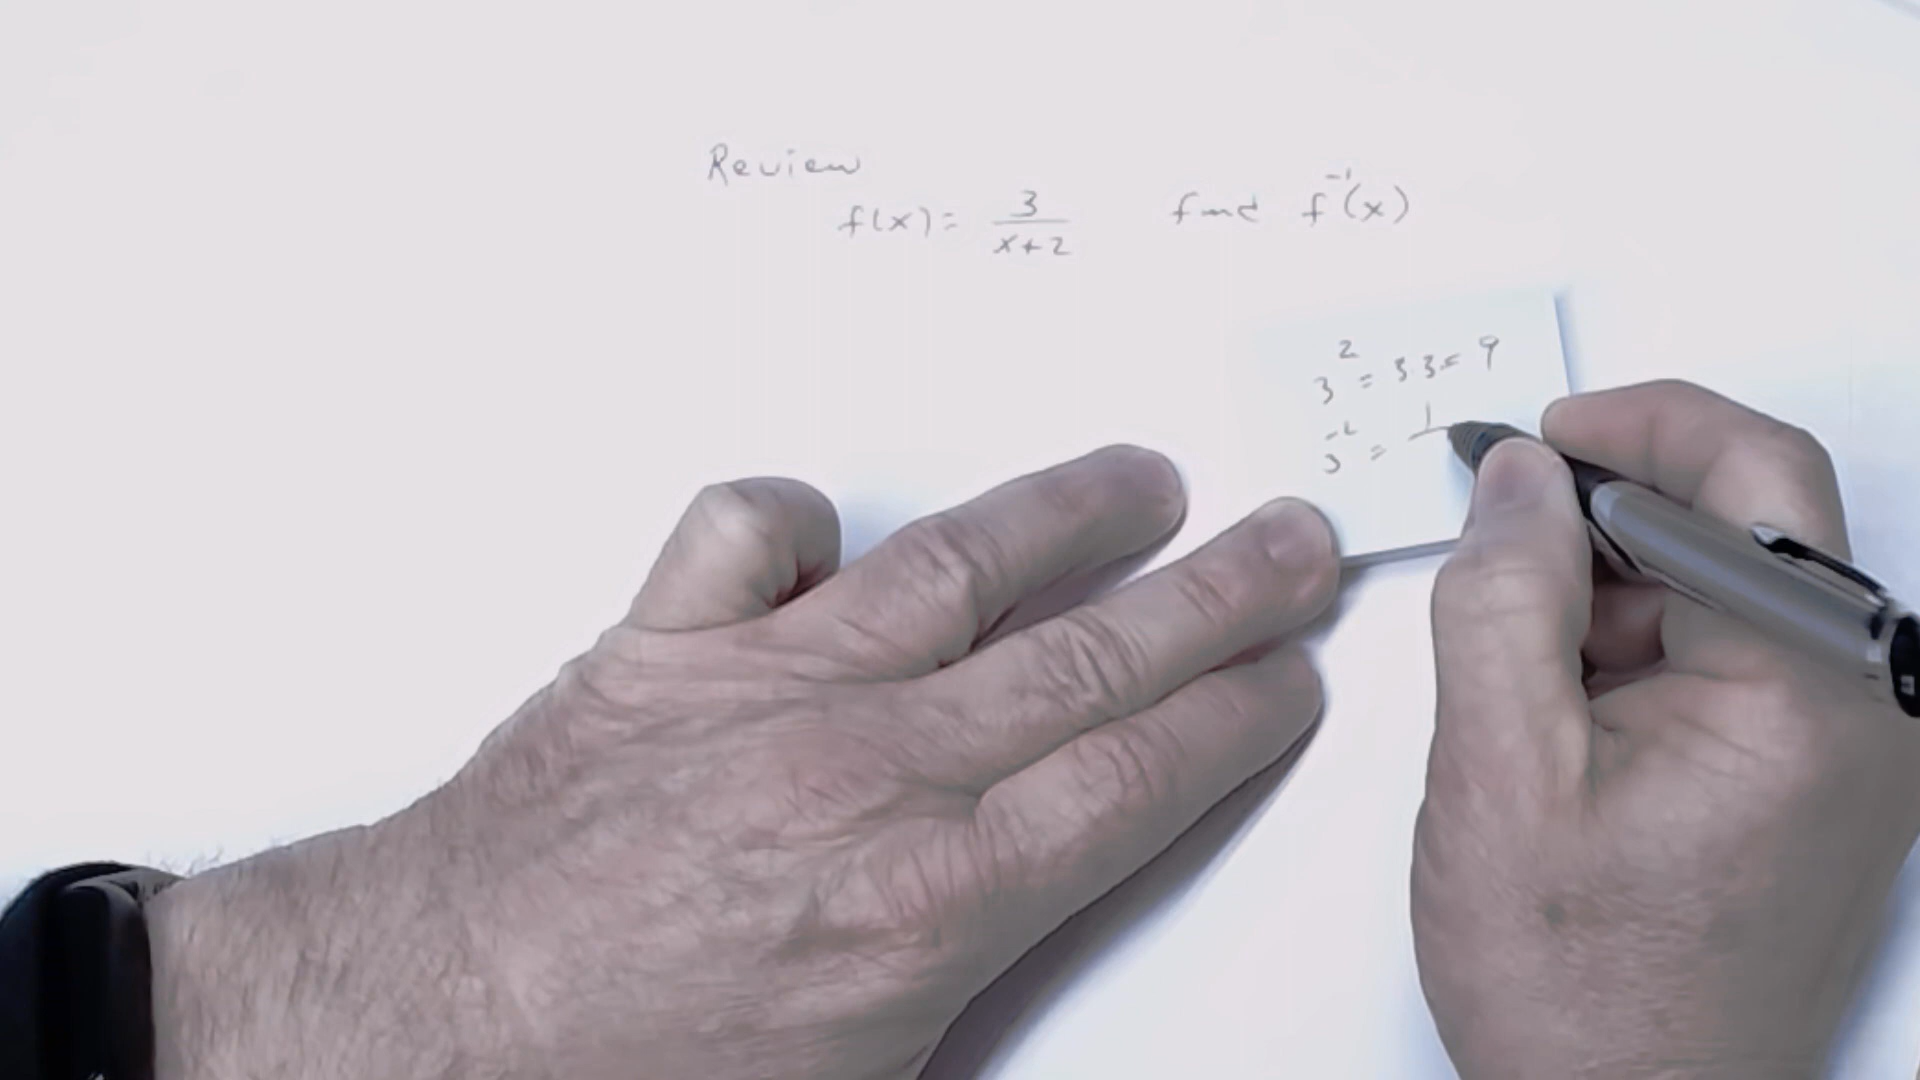 Review
f(x) = 3/(x+2) find f⁻¹(x)
3² = 3·3 = 9
3⁻² = 1